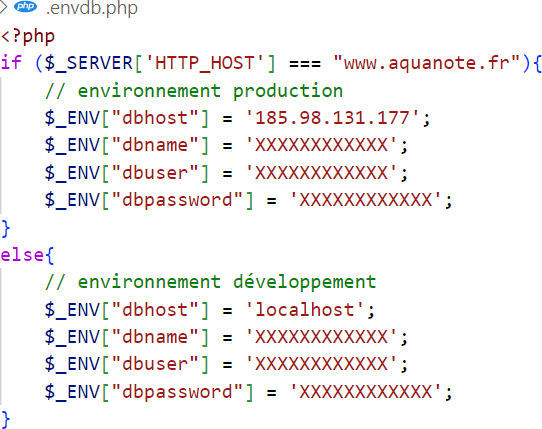 php .envdb.php
<?php
if ($_SERVER['HTTP_HOST'] === "www.aquanote.fr"){
    // environnement production
    $_ENV["dbhost"] = '185.98.131.177';
    $_ENV["dbname"] = 'XXXXXXXXXXXX';
    $_ENV["dbuser"] = 'XXXXXXXXXXXX';
    $_ENV["dbpassword"] = 'XXXXXXXXXXXX';
}
else{
    // environnement développement
    $_ENV["dbhost"] = 'localhost';
    $_ENV["dbname"] = 'XXXXXXXXXXXX';
    $_ENV["dbuser"] = 'XXXXXXXXXXXX';
    $_ENV["dbpassword"] = 'XXXXXXXXXXXX';
}